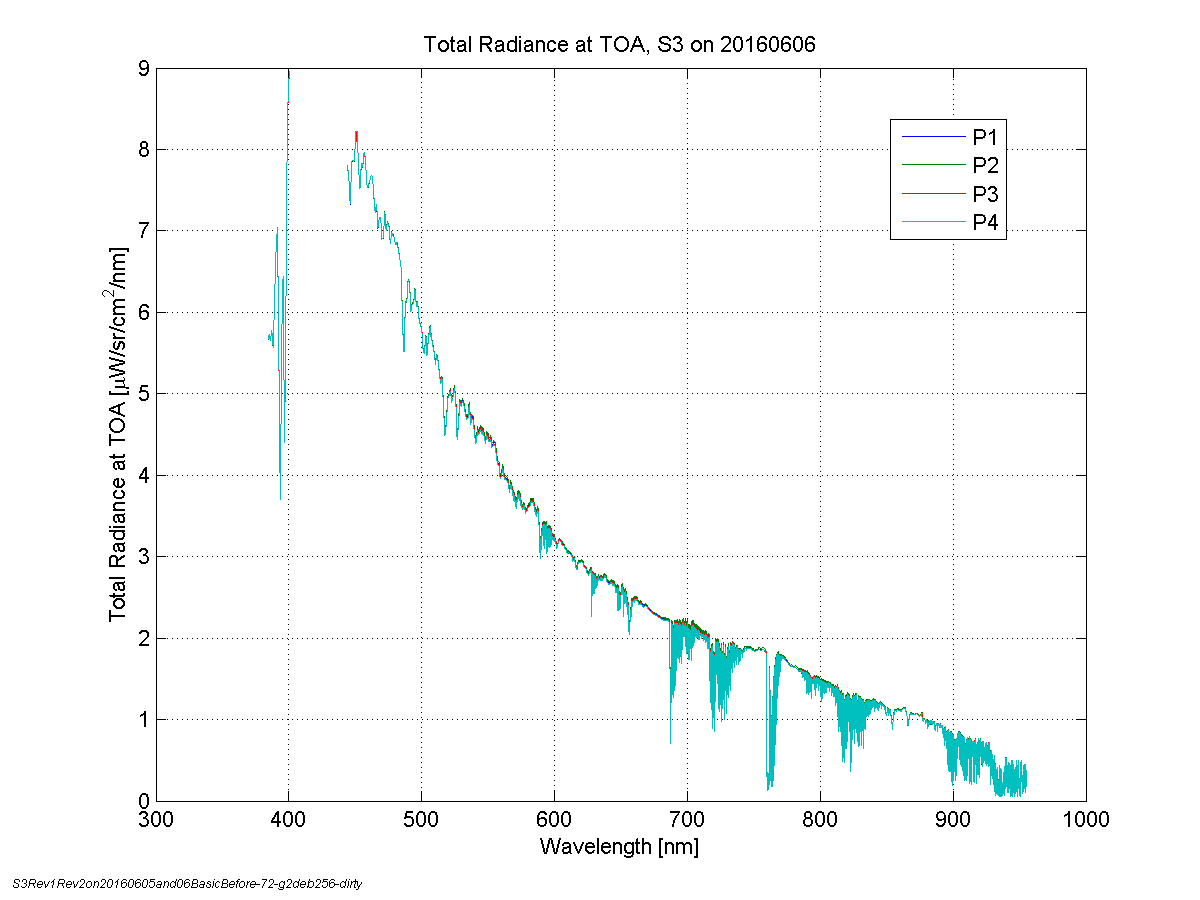 Total Radiance at TOA, S3 on 20160606
9
8
7
6
5
4
3
2
1
0
Total Radiance at TOA [μW/sr/cm²/nm]
P1
P2
P3
P4
300 400 500 600 700 800 900 1000
Wavelength [nm]
S3Rev1Rev2on20160605and06BasicBefore-72-g2deb256-dirty